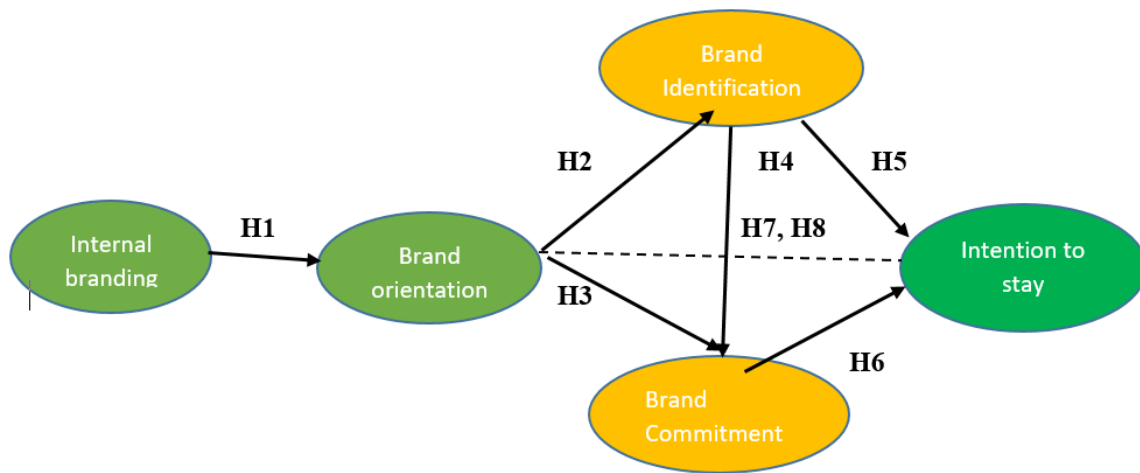 Brand
Identification
H2
H4
H5
H1
H7, H8
Internal
branding
Brand
orientation
Intention to
stay
H3
H6
Brand
Commitment